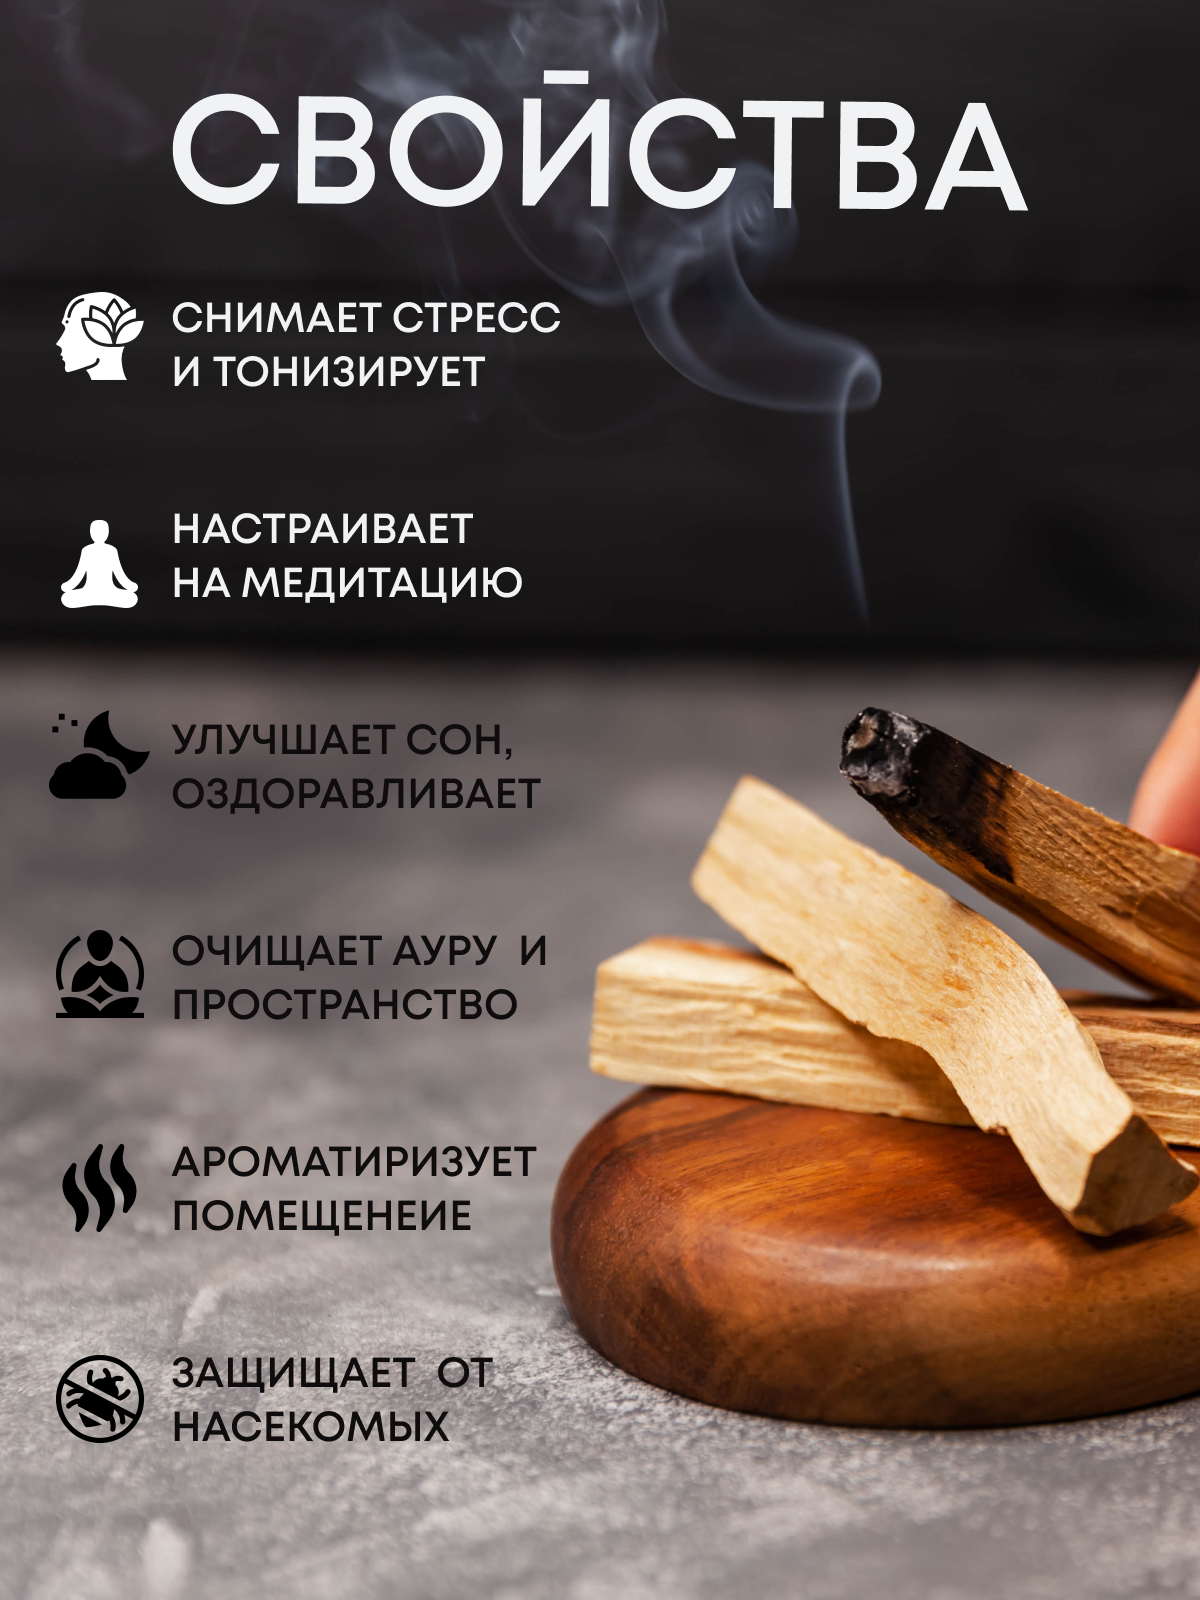 СВОЙСТВА
СНИМАЕТ СТРЕСС
И ТОНИЗИРУЕТ
НАСТРАИВАЕТ
НА МЕДИТАЦИЮ
УЛУЧШАЕТ СОН,
ОЗДОРАВЛИВАЕТ
ОЧИЩАЕТ АУРУ И
ПРОСТРАНСТВО
АРОМАТИРИЗУЕТ
ПОМЕЩЕНЕИЕ
ЗАЩИЩАЕТ ОТ
НАСЕКОМЫХ